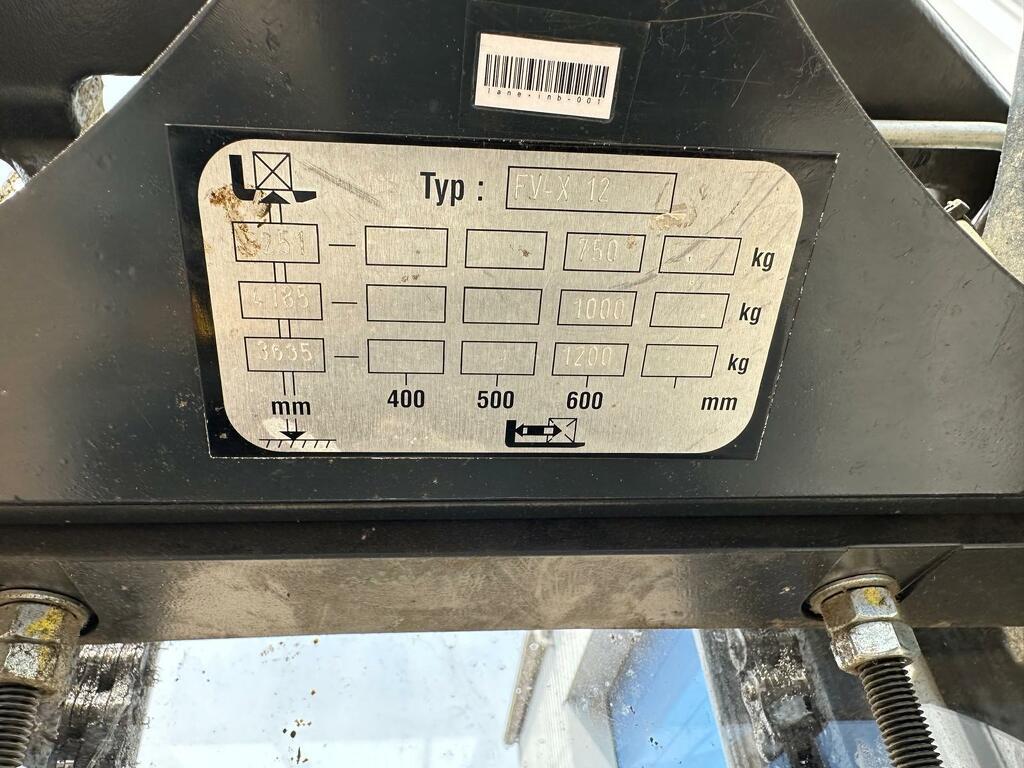 lane-inb-001
Typ : FV-X 12
751 — 750 kg
4185 — 1000 kg
3635 — 1200 kg
mm 400 500 600 mm